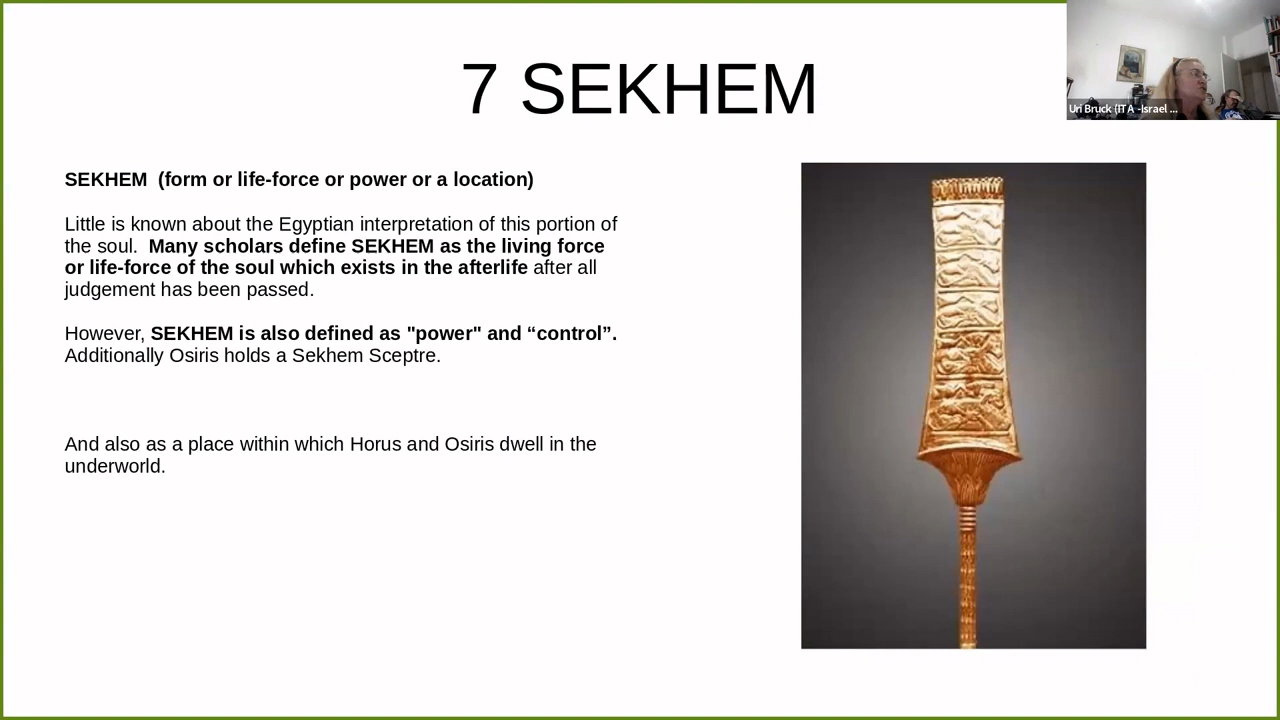 7 SEKHEM
Uri Bruck (ITA -Israel ...
SEKHEM  (form or life-force or power or a location)
Little is known about the Egyptian interpretation of this portion of
the soul.  Many scholars define SEKHEM as the living force
or life-force of the soul which exists in the afterlife after all
judgement has been passed.
However, SEKHEM is also defined as "power" and “control”.
Additionally Osiris holds a Sekhem Sceptre.
And also as a place within which Horus and Osiris dwell in the
underworld.